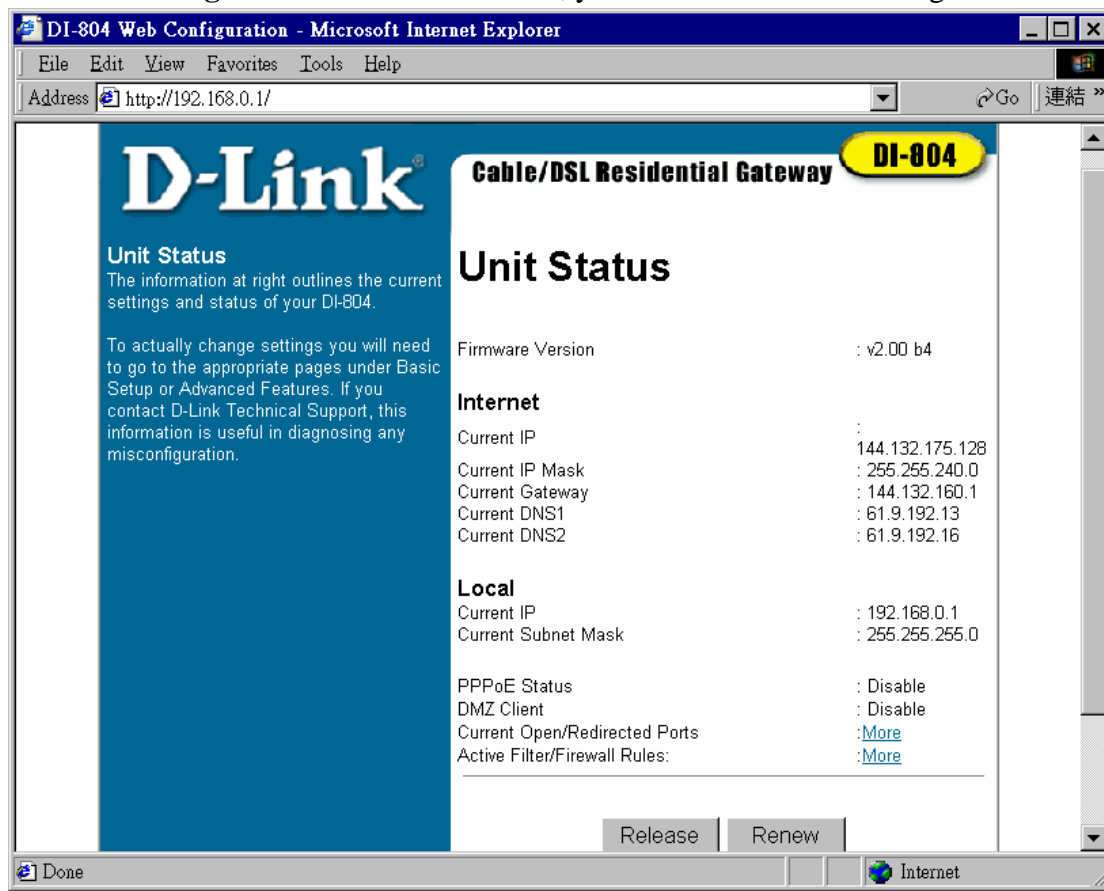 DI-804 Web Configuration - Microsoft Internet Explorer
File Edit View Favorites Tools Help
Address http://192.168.0.1/ Go 連結 »
D-Link®
Cable/DSL Residential Gateway DI-804
Unit Status
The information at right outlines the current
settings and status of your DI-804.
To actually change settings you will need
to go to the appropriate pages under Basic
Setup or Advanced Features. If you
contact D-Link Technical Support, this
information is useful in diagnosing any
misconfiguration.
Unit Status
Firmware Version : v2.00 b4
Internet
Current IP : 144.132.175.128
Current IP Mask : 255.255.240.0
Current Gateway : 144.132.160.1
Current DNS1 : 61.9.192.13
Current DNS2 : 61.9.192.16
Local
Current IP : 192.168.0.1
Current Subnet Mask : 255.255.255.0
PPPoE Status : Disable
DMZ Client : Disable
Current Open/Redirected Ports :More
Active Filter/Firewall Rules: :More
Release Renew
Done Internet